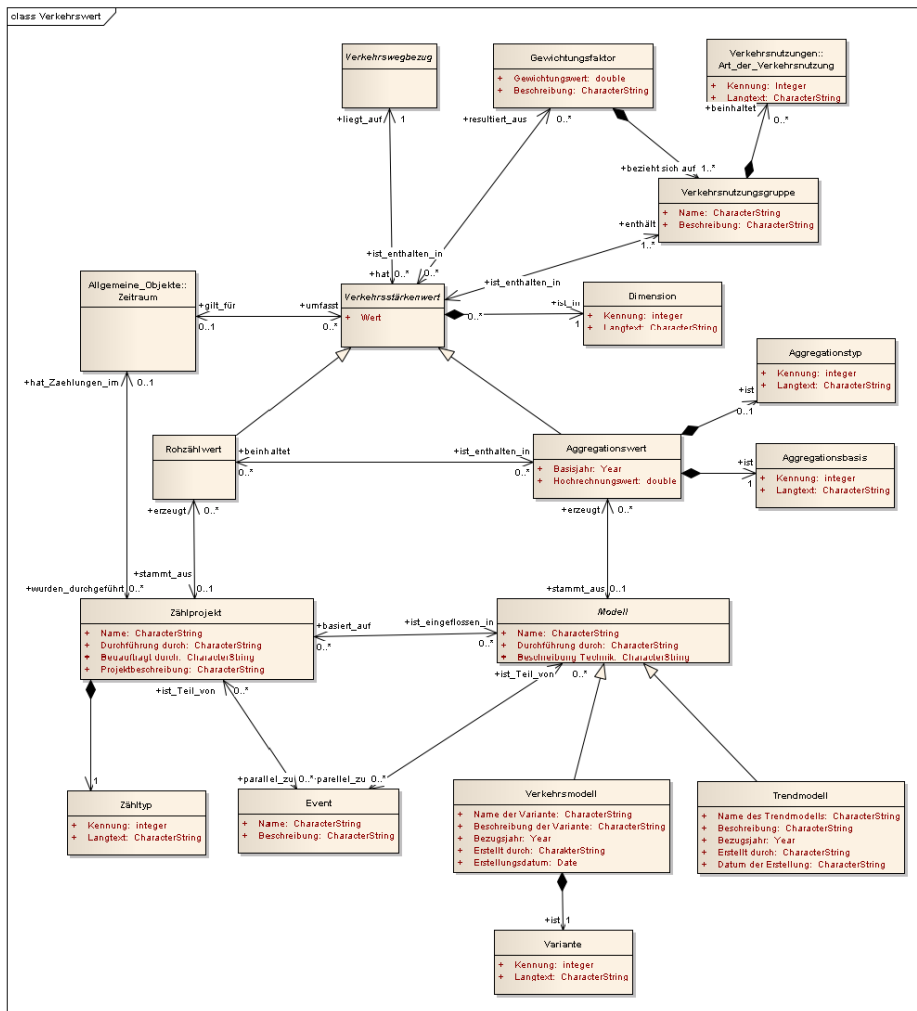 class Verkehrswert
Verkehrswegbezug
Gewichtungsfaktor
+ Gewichtungswert: double
+ Beschreibung: CharacterString
Verkehrsnutzungen::
Art_der_Verkehrsnutzung
+ Kennung: Integer
+ Langtext: CharacterString
+liegt_auf 1
+resultiert_aus 0..*
+beinhaltet
0..*
+bezieht sich auf 1..*
Verkehrsnutzungsgruppe
+ Name: CharacterString
+ Beschreibung: CharacterString
+enthält
1..*
+ist_enthalten_in
0..*
+hat 0..*
+ist_enthalten_in
Allgemeine_Objekte::
Zeitraum
+gilt_für
0..1
+umfasst
0..*
Verkehrsstärkenwert
+ Wert
0..*
+ist_in
1
Dimension
+ Kennung: integer
+ Langtext: CharacterString
Aggregationstyp
+ Kennung: integer
+ Langtext: CharacterString
+hat_Zaehlungen_im 0..1
+ist
0..1
Rohzählwert
+beinhaltet
0..*
+ist_enthalten_in
0..*
Aggregationswert
+ Basisjahr: Year
+ Hochrechnungswert: double
+ist
1
Aggregationsbasis
+ Kennung: integer
+ Langtext: CharacterString
+erzeugt 0..*
+erzeugt 0..*
+stammt_aus
0..1
+wurden_durchgeführt 0..*
+stammt_aus 0..1
Zählprojekt
+ Name: CharacterString
+ Durchführung durch: CharacterString
+ Beauftragt durch: CharacterString
+ Projektbeschreibung: CharacterString
+basiert_auf
0..*
+ist_eingeflossen_in
0..*
Modell
+ Name: CharacterString
+ Durchführung durch: CharacterString
+ Beschreibung Technik: CharacterString
+ist_Teil_von 0..*
+ist_Teil_von 0..*
1
+parallel_zu 0..*
+parellel_zu 0..*
Zähltyp
+ Kennung: integer
+ Langtext: CharacterString
Event
+ Name: CharacterString
+ Beschreibung: CharacterString
Verkehrsmodell
+ Name der Variante: CharacterString
+ Beschreibung der Variante: CharacterString
+ Bezugsjahr: Year
+ Erstellt durch: CharakterString
+ Erstellungsdatum: Date
Trendmodell
+ Name des Trendmodells: CharacterString
+ Beschreibung: CharacterString
+ Bezugsjahr: Year
+ Erstellt durch: CharacterString
+ Datum der Erstellung: CharacterString
+ist 1
Variante
+ Kennung: integer
+ Langtext: CharacterString